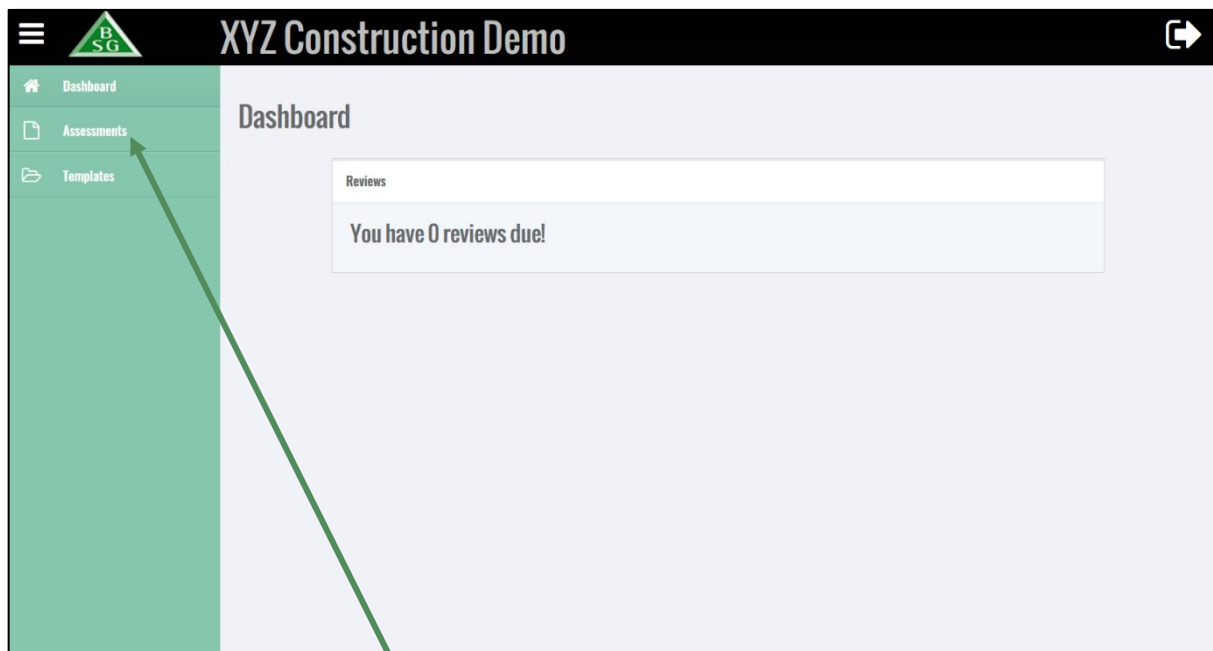 B
SG
XYZ Construction Demo
Dashboard
Assessments
Templates
Dashboard
Reviews
You have 0 reviews due!